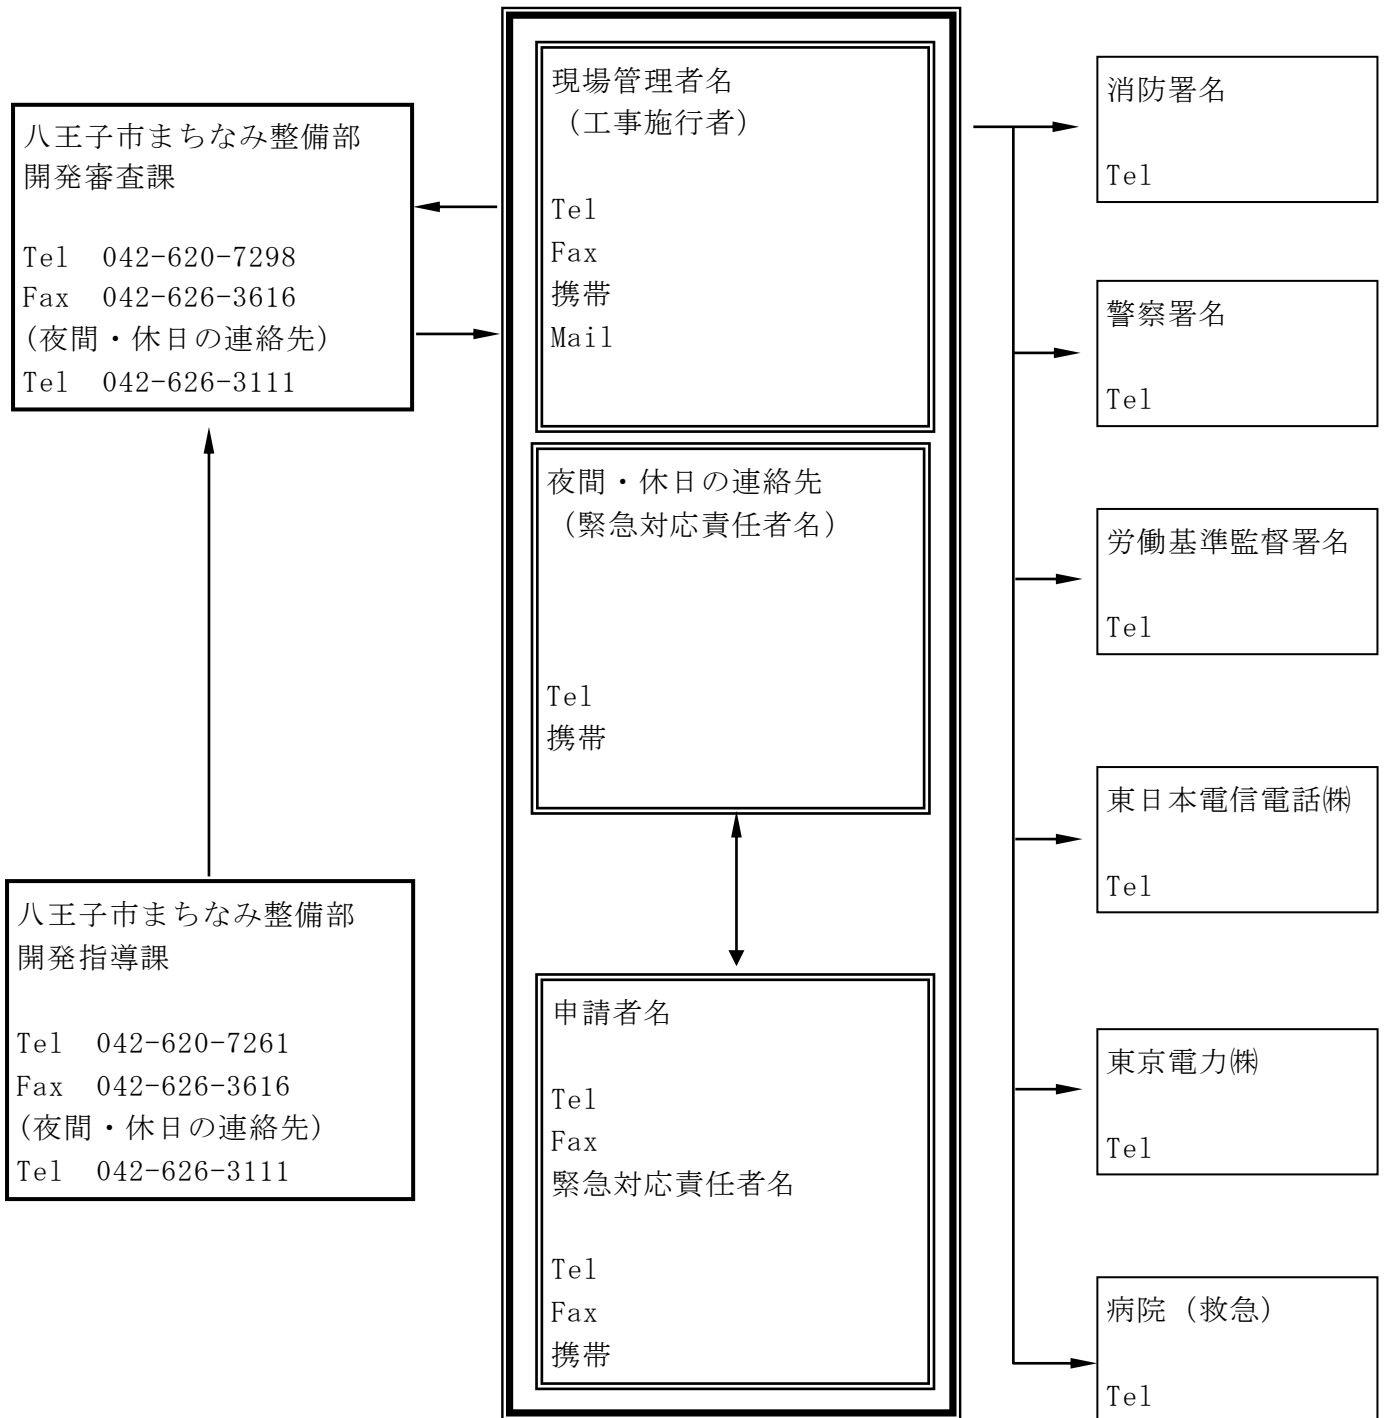 八王子市まちなみ整備部
開発審査課
Tel 042-620-7298
Fax 042-626-3616
(夜間・休日の連絡先)
Tel 042-626-3111
八王子市まちなみ整備部
開発指導課
Tel 042-620-7261
Fax 042-626-3616
(夜間・休日の連絡先)
Tel 042-626-3111
現場管理者名
（工事施行者）
Tel
Fax
携帯
Mail
夜間・休日の連絡先
（緊急対応責任者名）
Tel
携帯
申請者名
Tel
Fax
緊急対応責任者名
Tel
Fax
携帯
消防署名
Tel
警察署名
Tel
労働基準監督署名
Tel
東日本電信電話㈱
Tel
東京電力㈱
Tel
病院（救急）
Tel